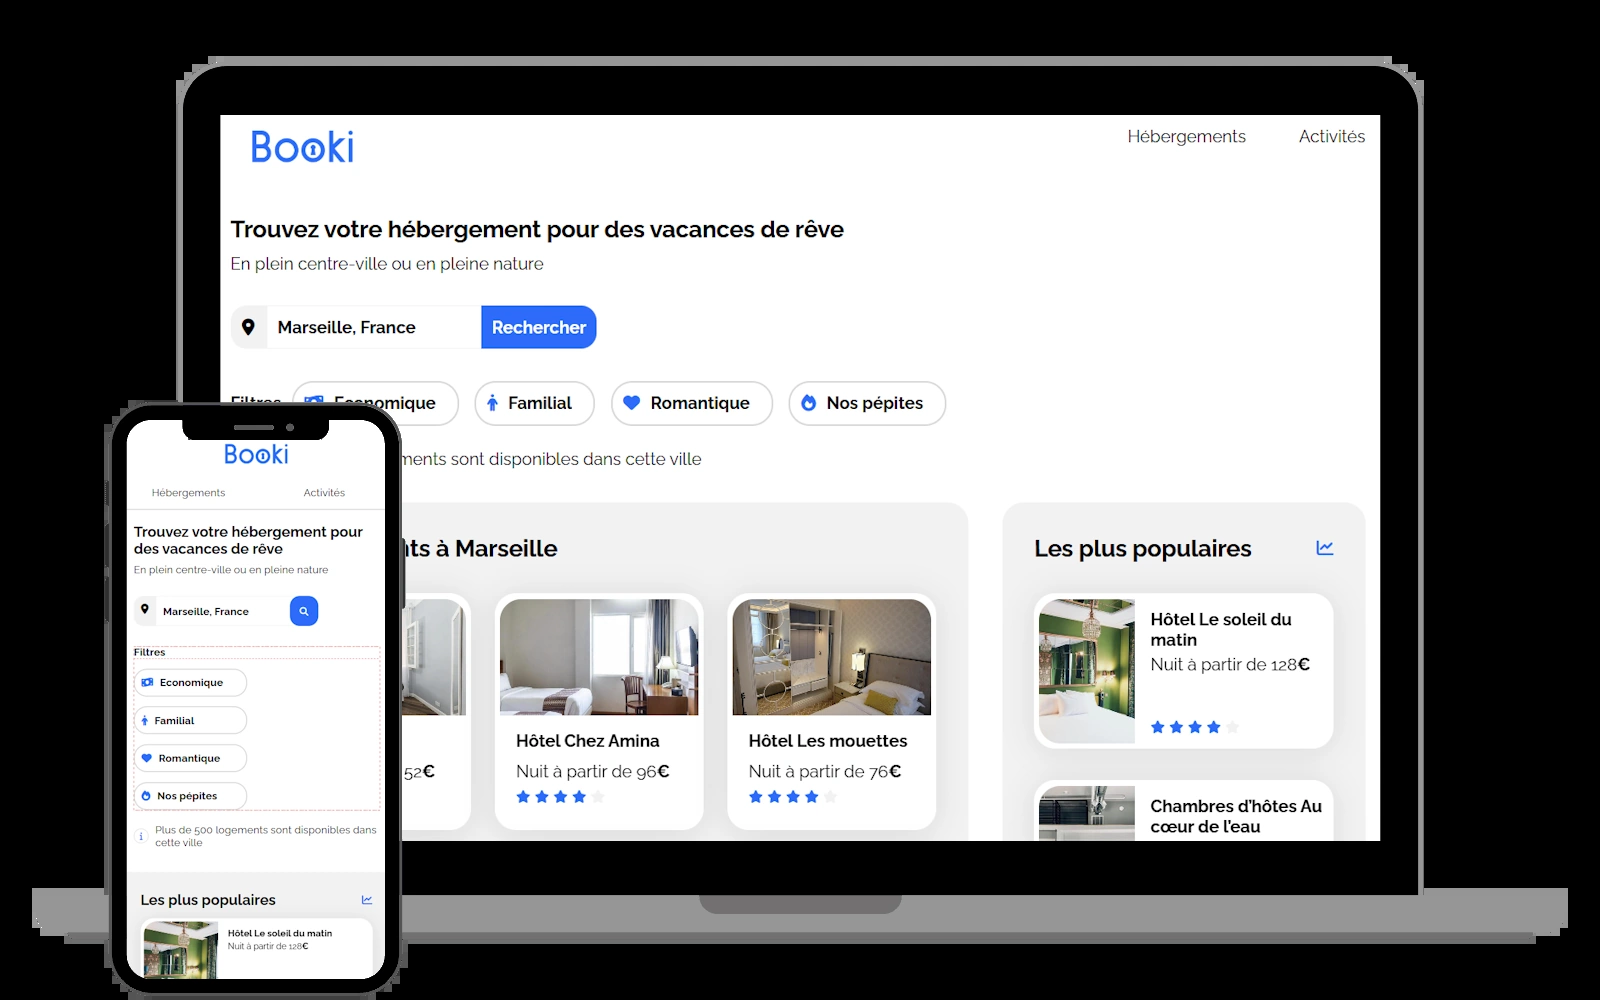 Booki
Hébergements
Activités
Trouvez votre hébergement pour des vacances de rêve
En plein centre-ville ou en pleine nature
Marseille, France
Rechercher
Filtres
Economique
Familial
Romantique
Nos pépites
ments sont disponibles dans cette ville
nts à Marseille
52€
Hôtel Chez Amina
Nuit à partir de 96€
Hôtel Les mouettes
Nuit à partir de 76€
Les plus populaires
Hôtel Le soleil du
matin
Nuit à partir de 128€
Chambres d'hôtes Au
cœur de l'eau
Booki
Hébergements
Activités
Trouvez votre hébergement pour
des vacances de rêve
En plein centre-ville ou en pleine nature
Marseille, France
Filtres
Economique
Familial
Romantique
Nos pépites
Plus de 500 logements sont disponibles dans
cette ville
Les plus populaires
Hôtel Le soleil du matin
Nuit à partir de 128€